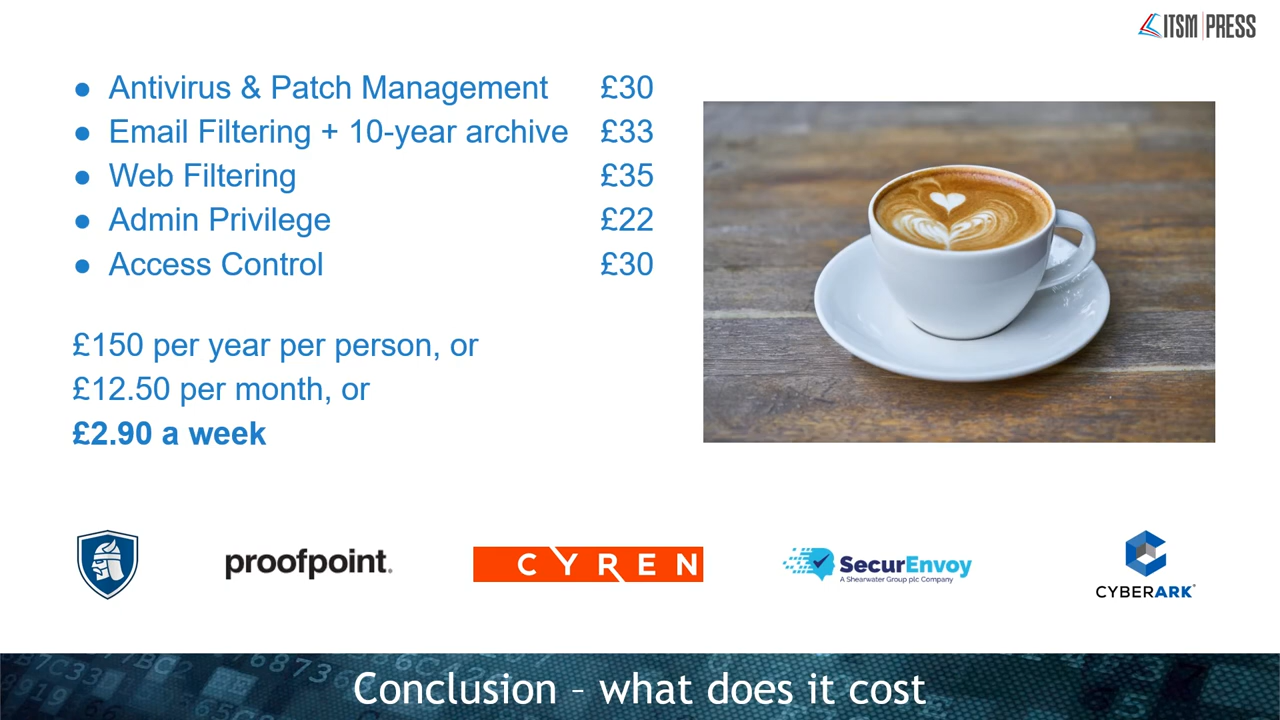 ITSM PRESS
● Antivirus & Patch Management £30
● Email Filtering + 10-year archive £33
● Web Filtering £35
● Admin Privilege £22
● Access Control £30
£150 per year per person, or
£12.50 per month, or
£2.90 a week
proofpoint.
CYREN
SecurEnvoy
A Shearwater Group plc Company
CYBERARK®
Conclusion – what does it cost